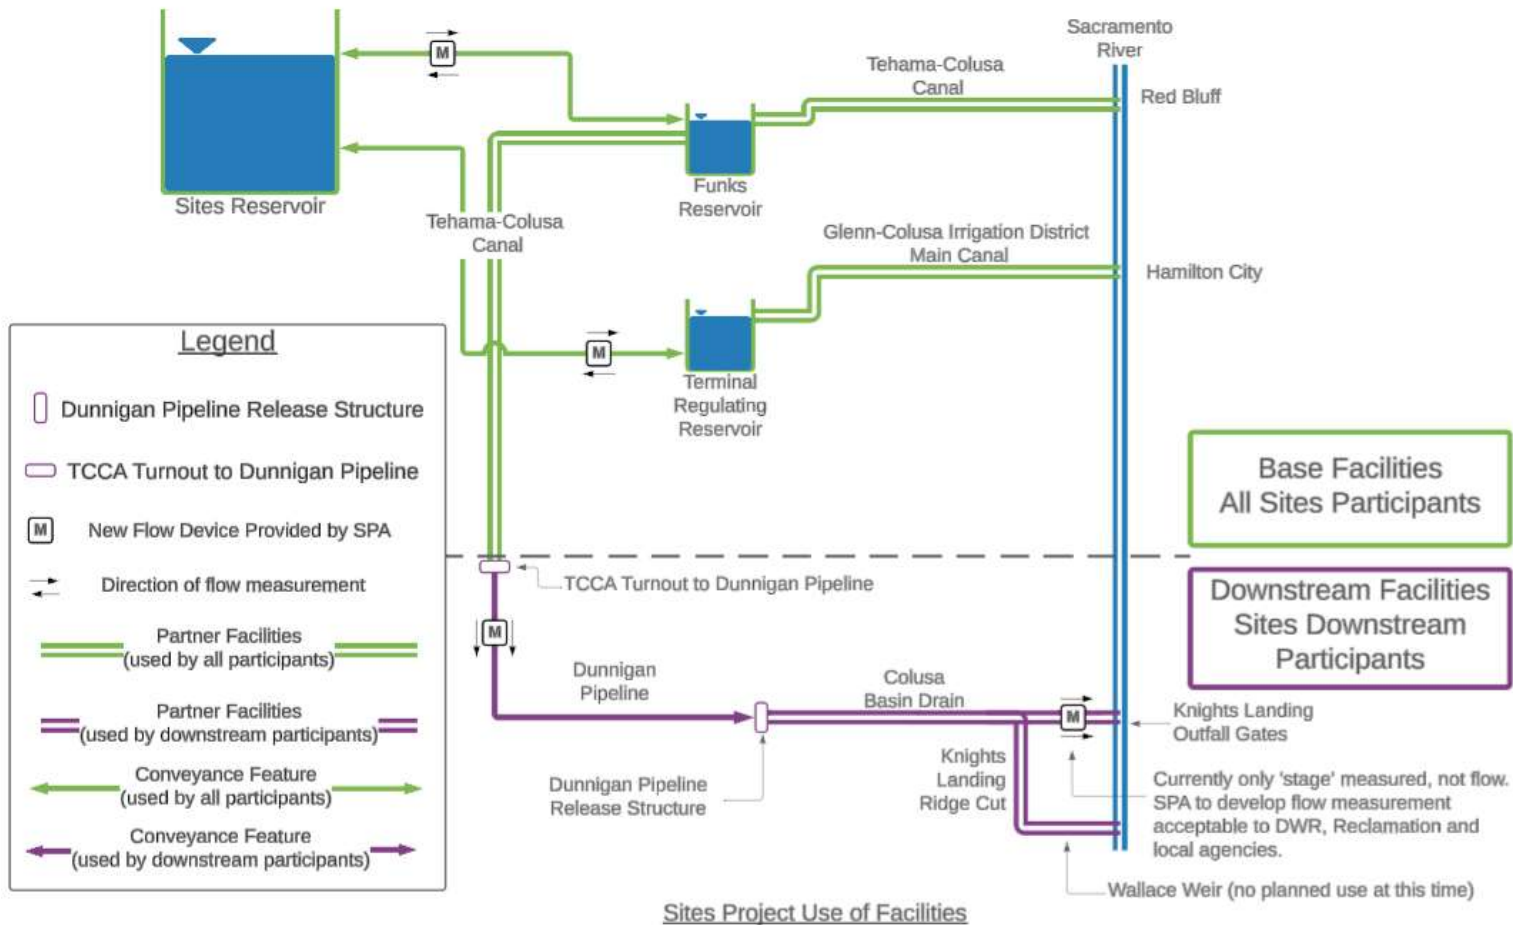 Sacramento
River
Tehama-Colusa
Canal
Red Bluff
M
Sites Reservoir
Funks
Reservoir
Tehama-Colusa
Canal
Glenn-Colusa Irrigation District
Main Canal
Hamilton City
M
Terminal
Regulating
Reservoir
Legend
Dunnigan Pipeline Release Structure
TCCA Turnout to Dunnigan Pipeline
M
New Flow Device Provided by SPA
Direction of flow measurement
Partner Facilities
(used by all participants)
Partner Facilities
(used by downstream participants)
Conveyance Feature
(used by all participants)
Conveyance Feature
(used by downstream participants)
Base Facilities
All Sites Participants
Downstream Facilities
Sites Downstream
Participants
TCCA Turnout to Dunnigan Pipeline
M
Dunnigan
Pipeline
Colusa
Basin Drain
M
Knights Landing
Outfall Gates
Knights
Landing
Ridge Cut
Dunnigan Pipeline
Release Structure
Currently only 'stage' measured, not flow.
SPA to develop flow measurement
acceptable to DWR, Reclamation and
local agencies.
Wallace Weir (no planned use at this time)
Sites Project Use of Facilities